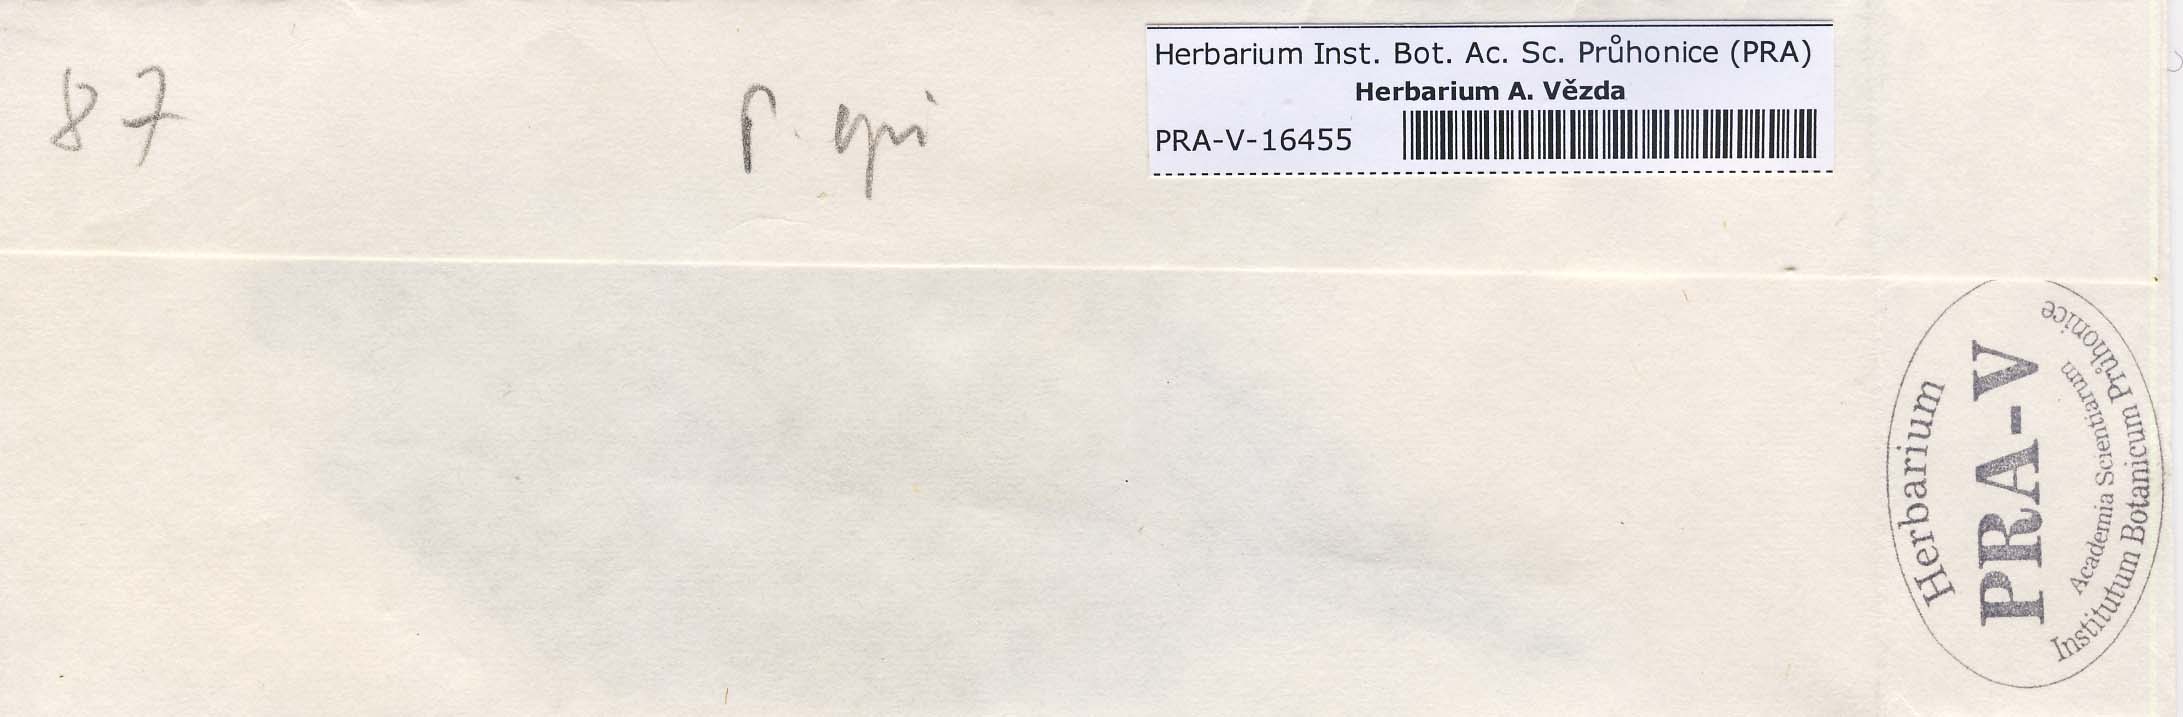 87
P. epi
Herbarium Inst. Bot. Ac. Sc. Průhonice (PRA)
Herbarium A. Vězda
PRA-V-16455
Herbarium
PRA-V
Academia Scientiarum
Institutum Botanicum Průhonice